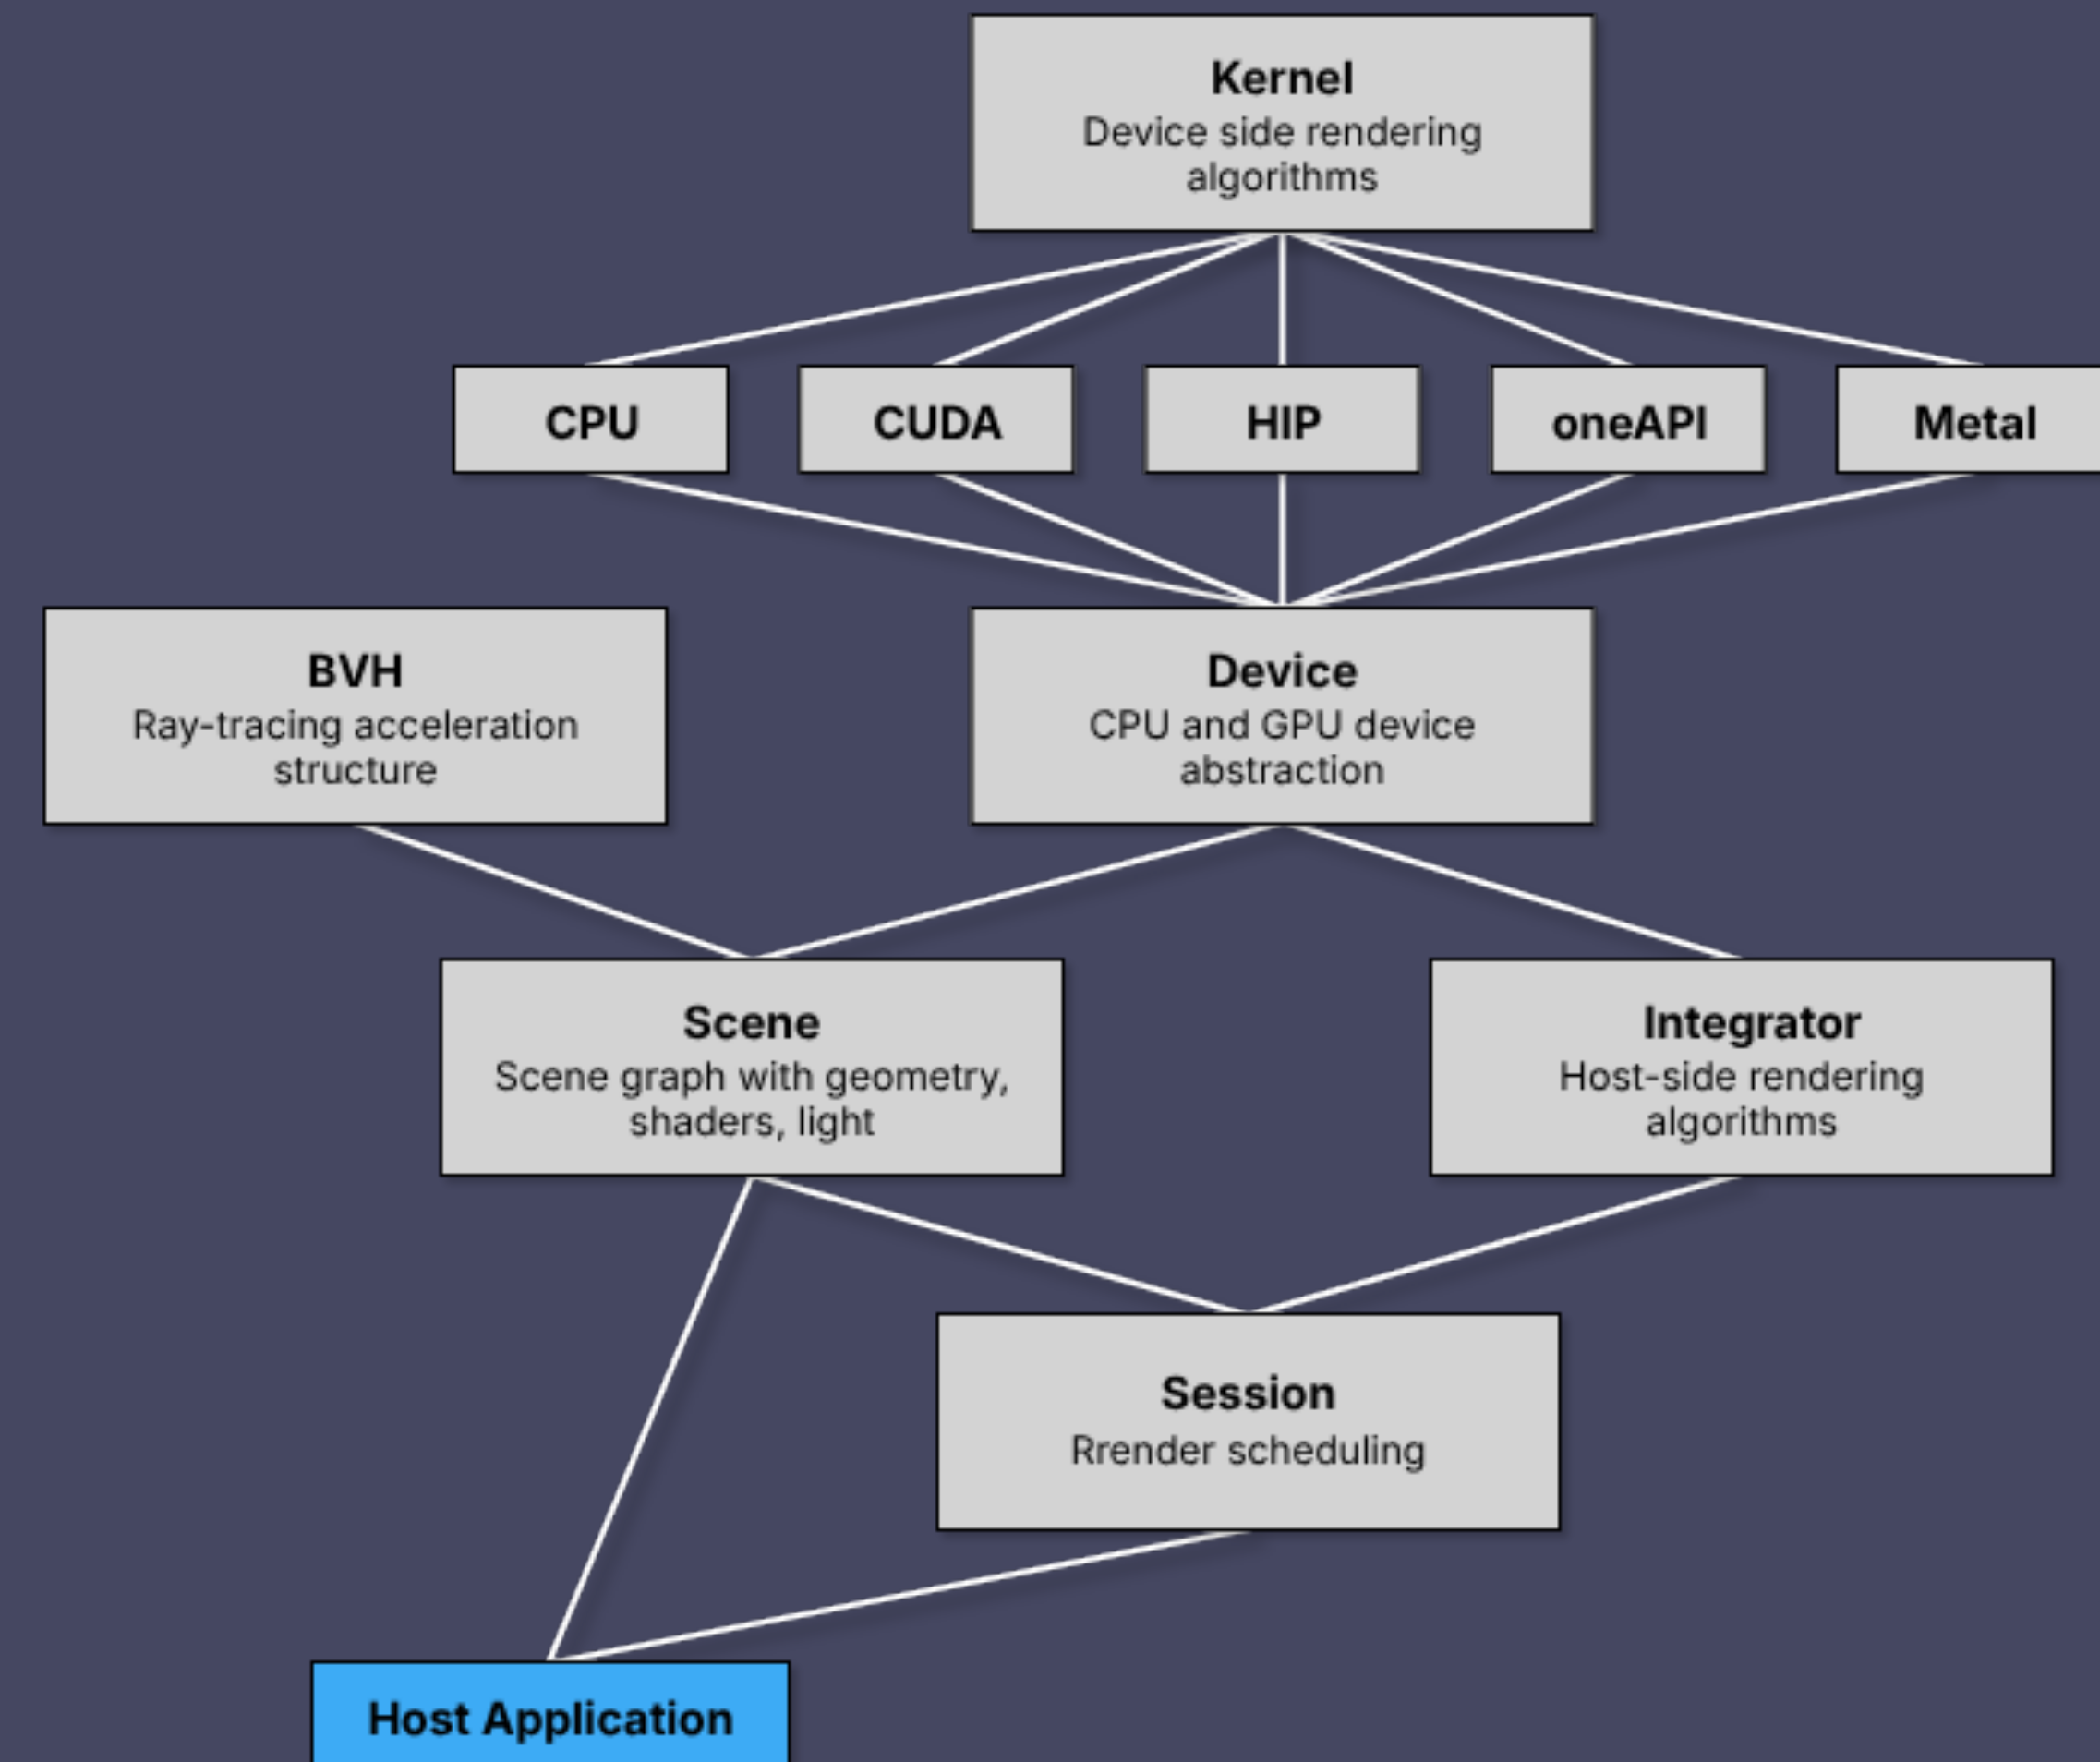 Kernel
Device side rendering
algorithms
CPU
CUDA
HIP
oneAPI
Metal
BVH
Ray-tracing acceleration
structure
Device
CPU and GPU device
abstraction
Scene
Scene graph with geometry,
shaders, light
Integrator
Host-side rendering
algorithms
Session
Rrender scheduling
Host Application